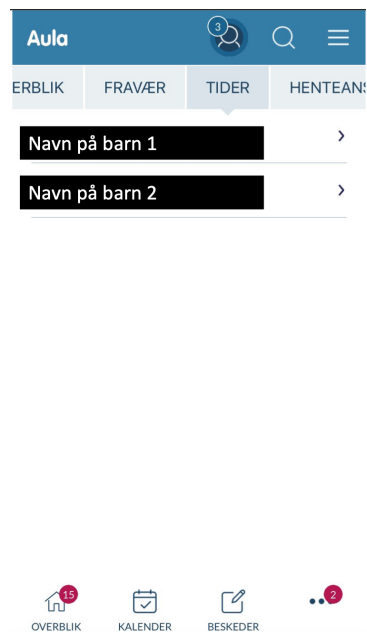 Aula
3
ERBLIK FRAVÆR TIDER HENTEANS
Navn på barn 1
Navn på barn 2
15
2
OVERBLIK KALENDER BESKEDER